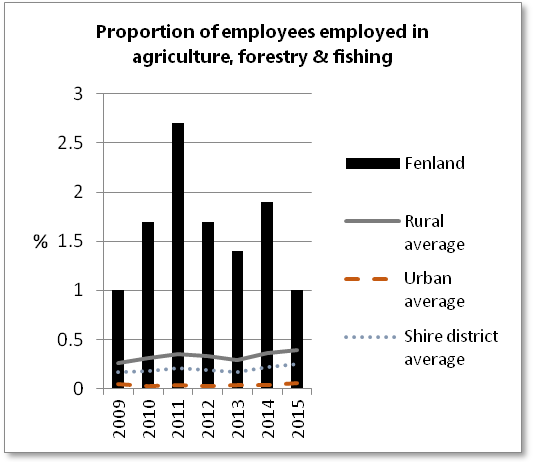 Proportion of employees employed in
agriculture, forestry & fishing
3
2.5
2
1.5
1
0.5
0
%
2009
2010
2011
2012
2013
2014
2015
Fenland
Rural
average
Urban
average
Shire district
average